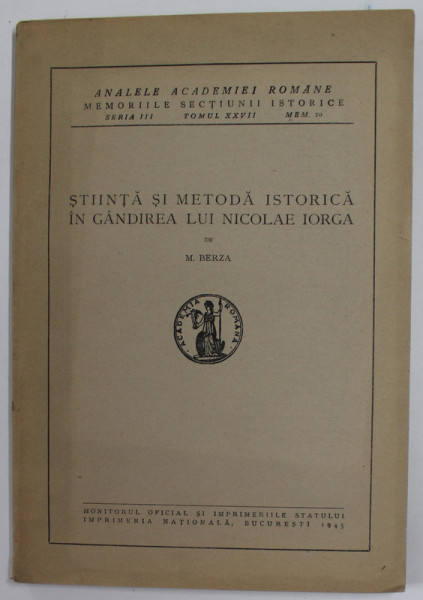 ANALELE ACADEMIEI ROMÂNE
MEMORIILE SECȚIUNII ISTORICE
SERIA III TOMUL XXVII MEM. 10
ȘTIINȚĂ ȘI METODĂ ISTORICĂ
ÎN GÂNDIREA LUI NICOLAE IORGA
DE
M. BERZA
ACADEMIA ROMANA
MONITORUL OFICIAL ȘI IMPRIMERIILE STATULUI
IMPRIMERIA NAȚIONALĂ, BUCUREȘTI 1945